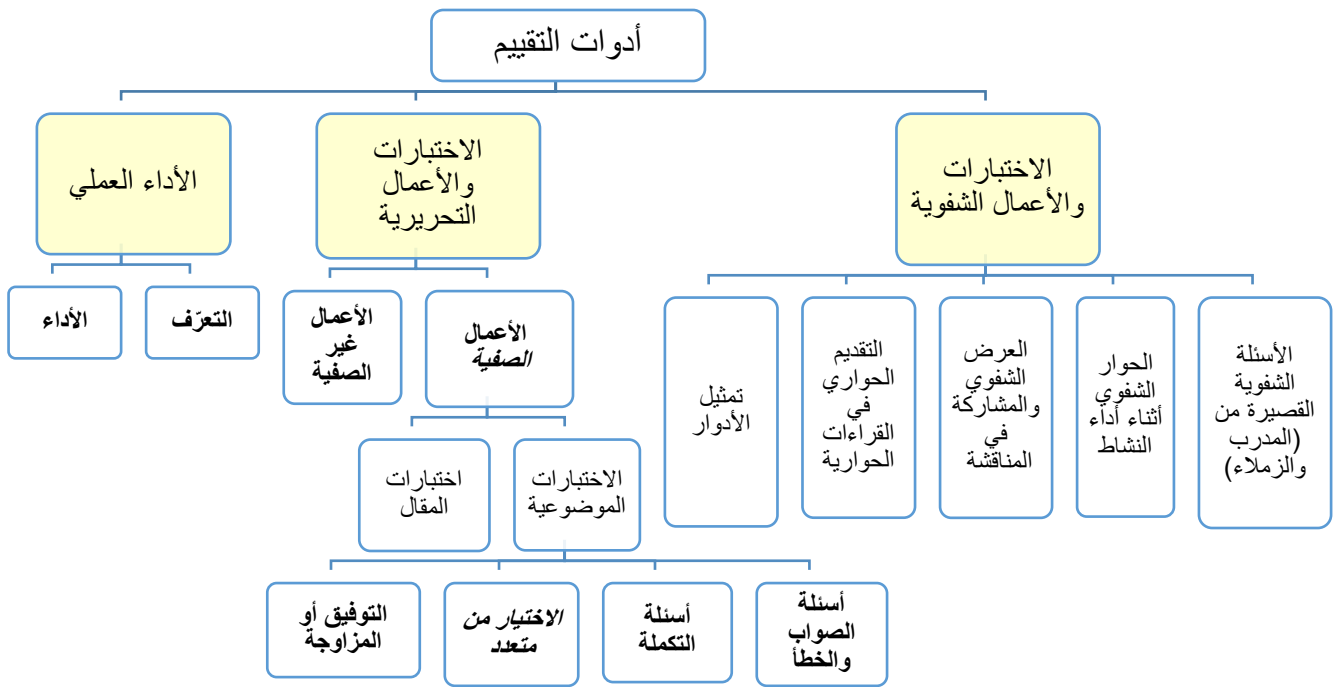 أدوات التقييم
الاختبارات
والأعمال الشفوية
الاختبارات
والأعمال
التحريرية
الأداء العملي
الأسئلة
الشفوية
القصيرة من
(المدرب
والزملاء)
الحوار
الشفوي
أثناء أداء
النشاط
العرض
الشفوي
والمشاركة
في
المناقشة
التقديم
الحواري
في
القراءات
الحوارية
تمثيل
الأدوار
الأعمال
الصفية
الأعمال
غير
الصفية
التعرّف
الأداء
الاختبارات
الموضوعية
اختبارات
المقال
أسئلة
الصواب
والخطأ
أسئلة
التكملة
الاختيار من
متعدد
التوفيق أو
المزاوجة